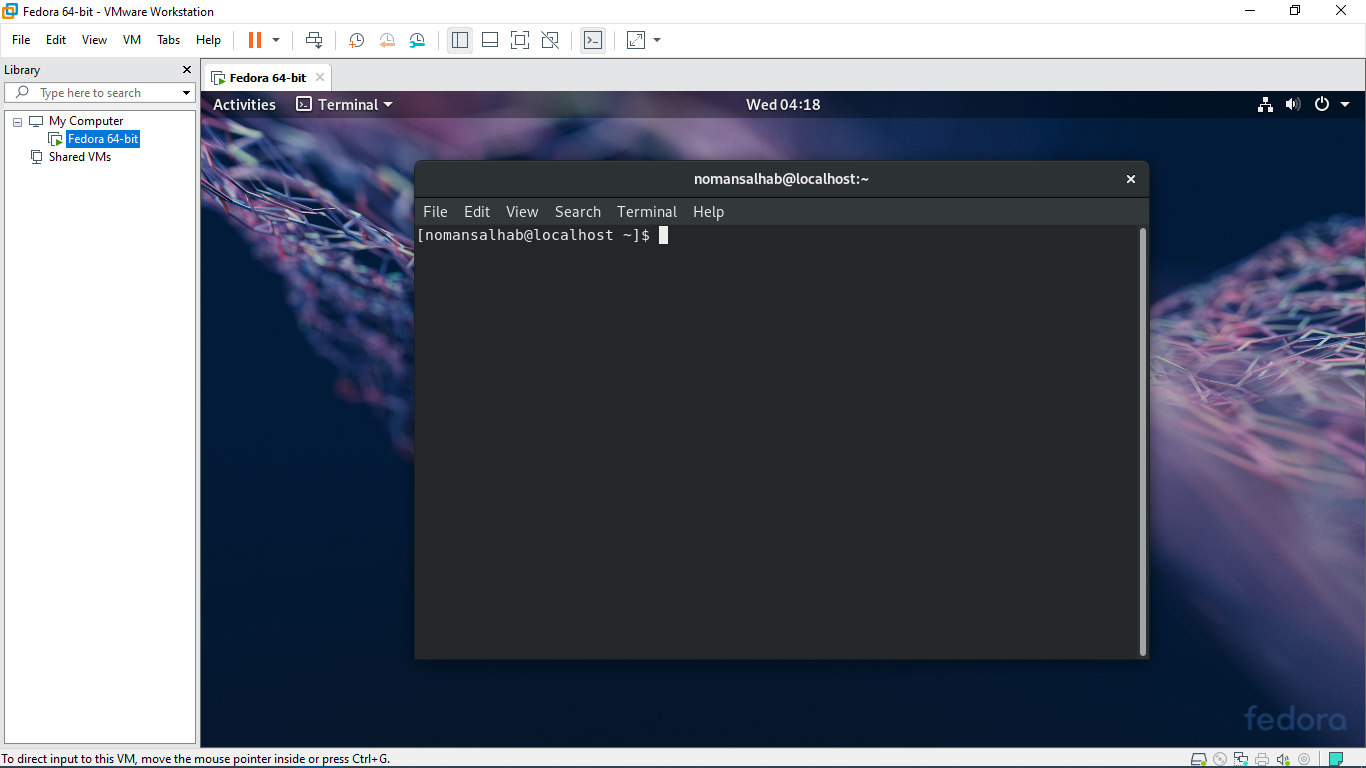 Fedora 64-bit - VMware Workstation
File Edit View VM Tabs Help
Library
Type here to search
My Computer
Fedora 64-bit
Shared VMs
Fedora 64-bit
Activities Terminal Wed 04:18
nomansalhab@localhost:~
File Edit View Search Terminal Help
[nomansalhab@localhost ~]$
fedora
To direct input to this VM, move the mouse pointer inside or press Ctrl+G.